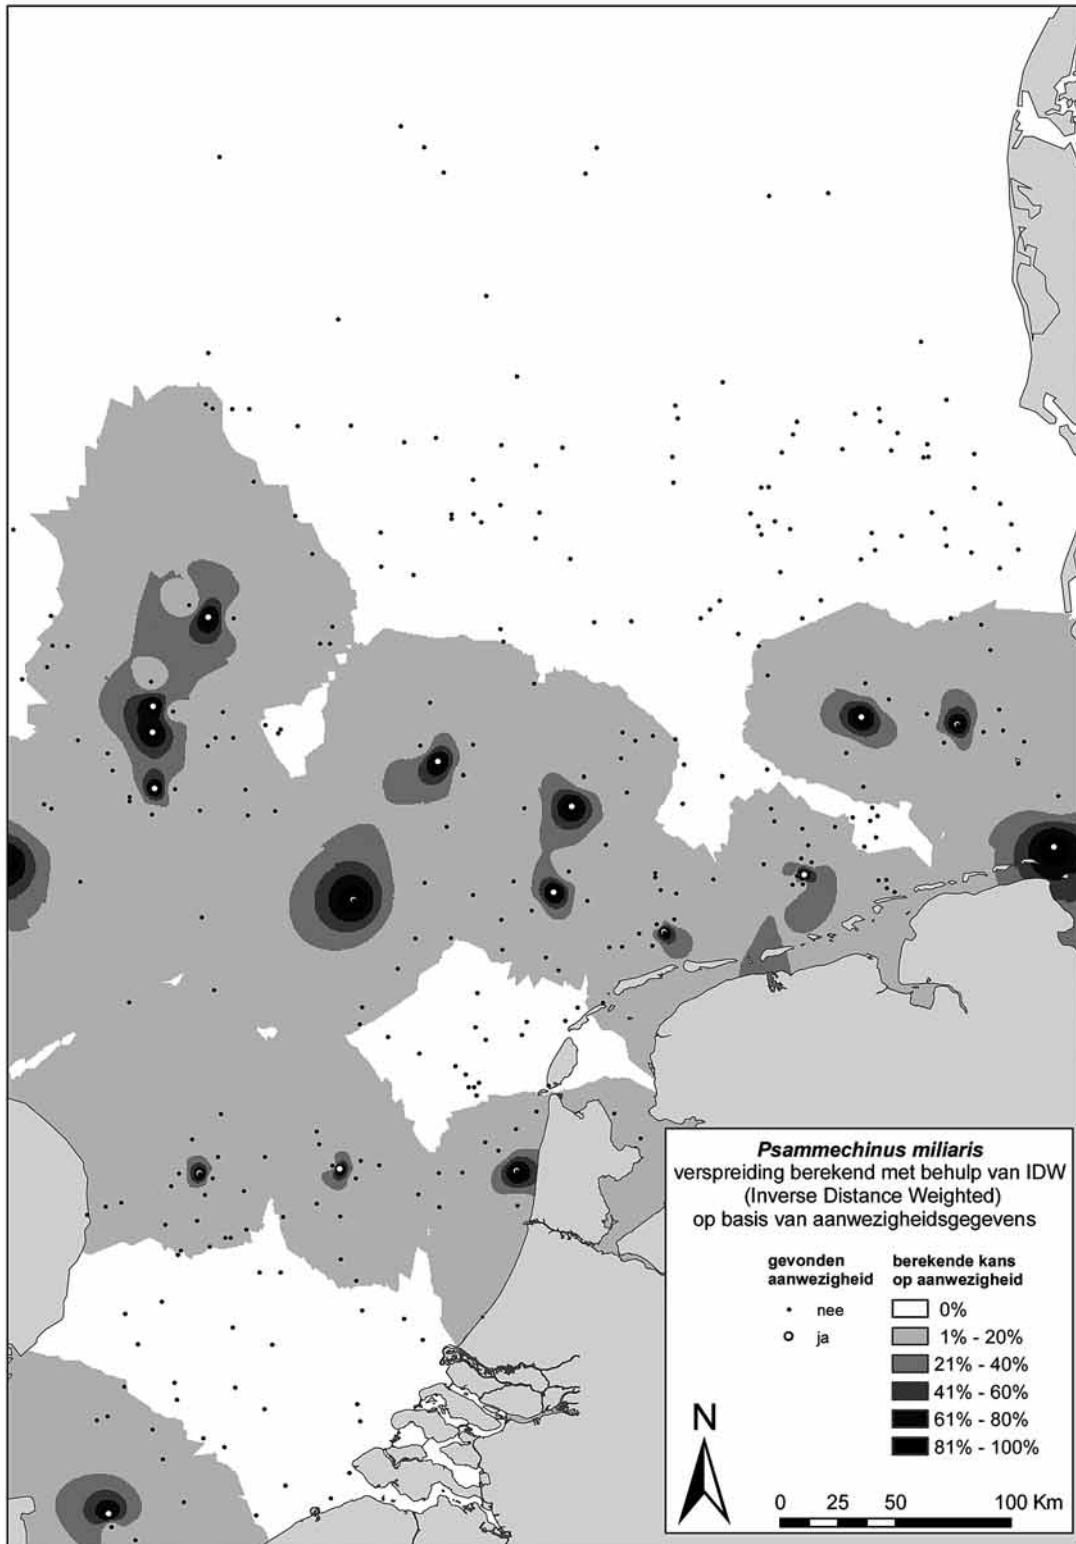 Psammechinus miliaris
verspreiding berekend met behulp van IDW
(Inverse Distance Weighted)
op basis van aanwezigheidsgegevens
gevonden aanwezigheid
nee
ja
berekende kans op aanwezigheid
0%
1% - 20%
21% - 40%
41% - 60%
61% - 80%
81% - 100%
N
0 25 50 100 Km